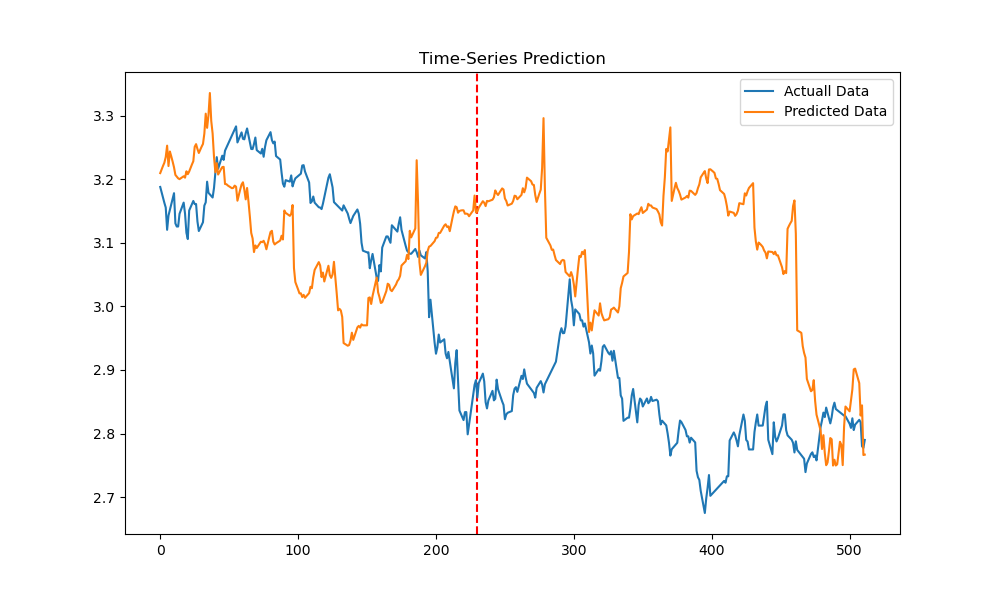 Time-Series Prediction
Actuall Data
Predicted Data
3.3
3.2
3.1
3.0
2.9
2.8
2.7
0 100 200 300 400 500